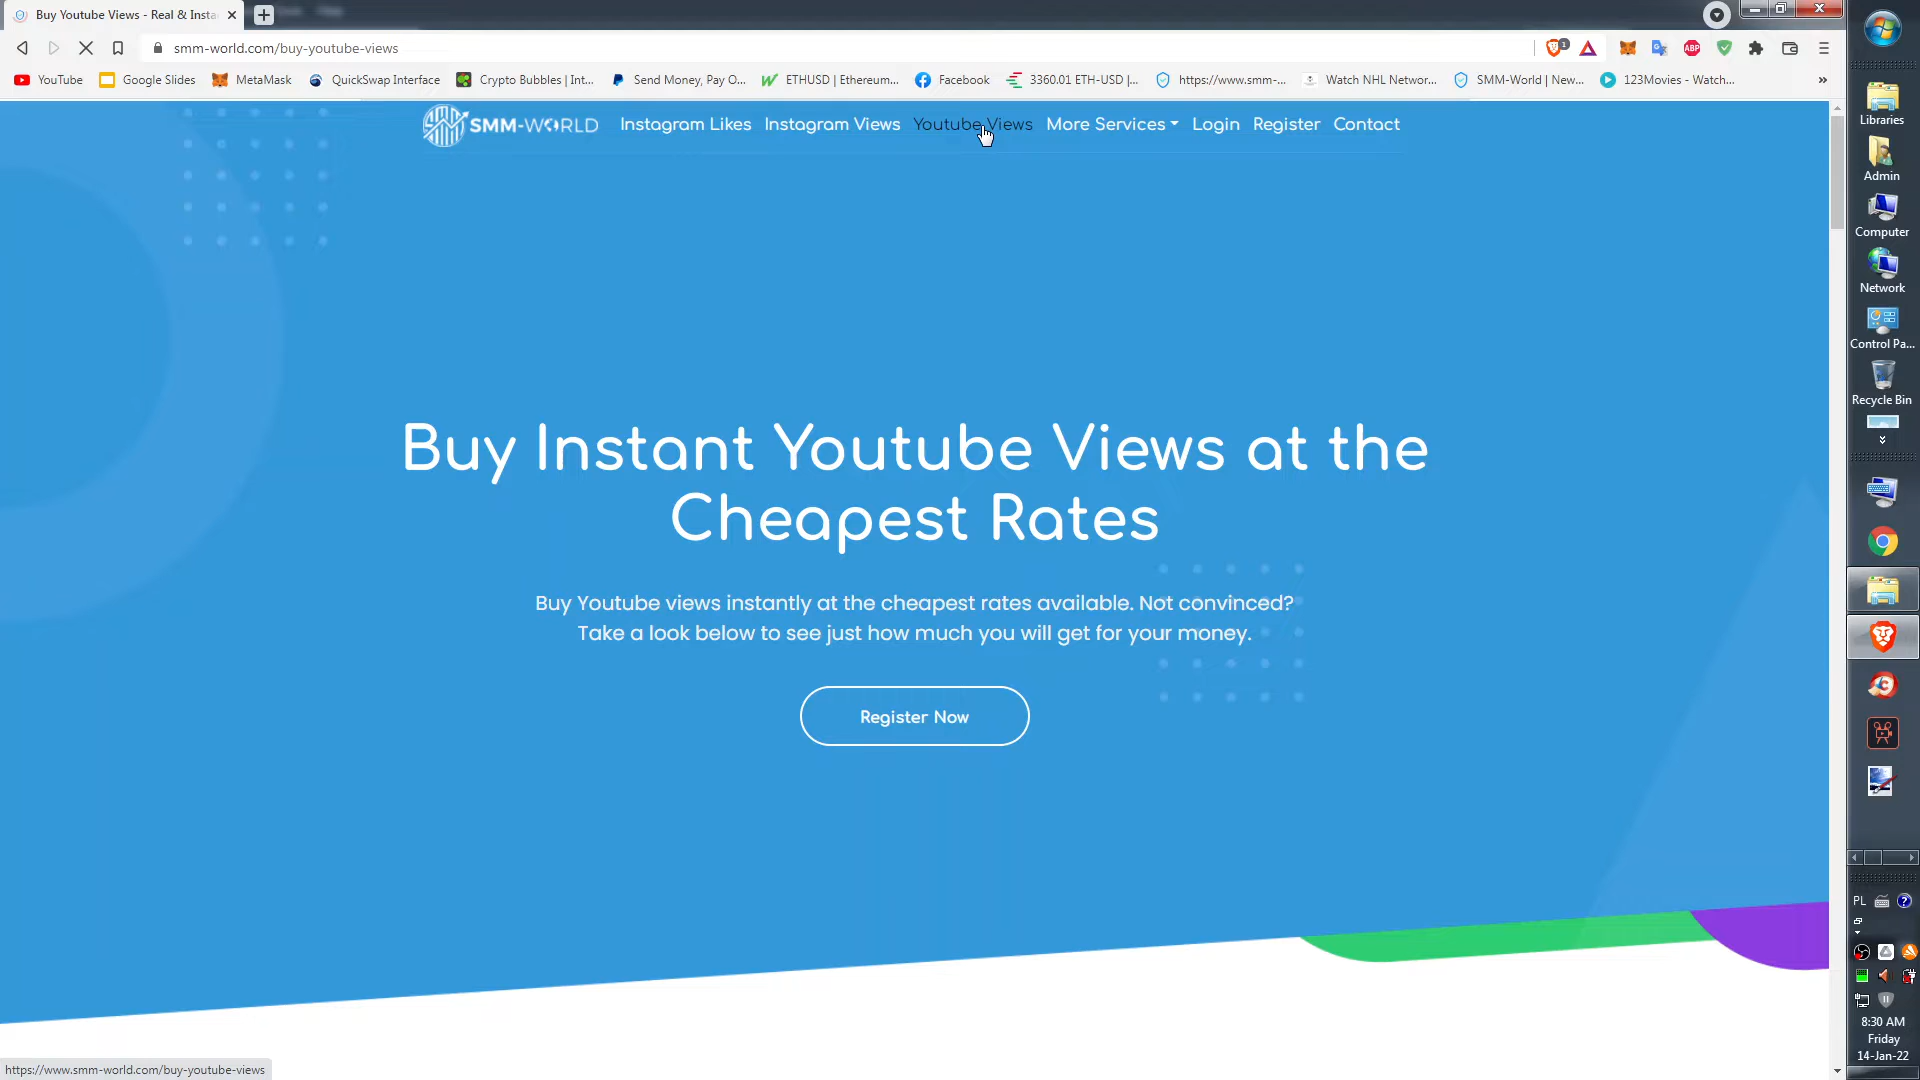 Buy Youtube Views - Real & Insta
smm-world.com/buy-youtube-views
1
ABP
YouTube
Google Slides
MetaMask
QuickSwap Interface
Crypto Bubbles | Int...
Send Money, Pay O...
ETHUSD | Ethereum...
Facebook
3360.01 ETH-USD |...
https://www.smm-...
Watch NHL Networ...
SMM-World | New...
123Movies - Watch...
SMM-WORLD
Instagram Likes
Instagram Views
Youtube Views
More Services
Login
Register
Contact
Buy Instant Youtube Views at the
Cheapest Rates
Buy Youtube views instantly at the cheapest rates available. Not convinced?
Take a look below to see just how much you will get for your money.
Register Now
https://www.smm-world.com/buy-youtube-views
Libraries
Admin
Computer
Network
Control Pa...
Recycle Bin
PL
8:30 AM
Friday
14-Jan-22